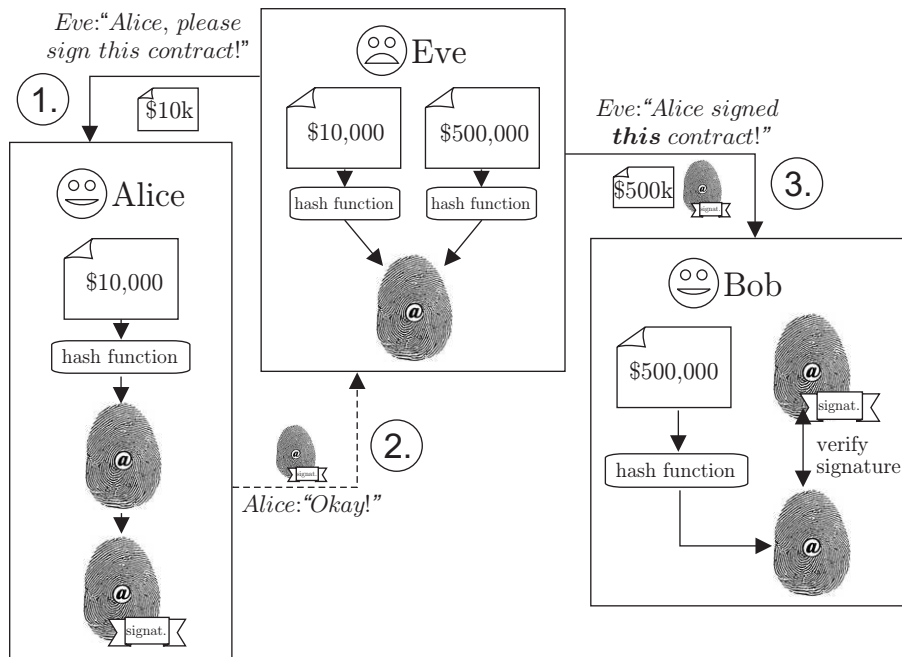 Eve:“Alice, please
sign this contract!”
1.
$10k
Alice
$10,000
hash function
@
@
signat.
Eve
$10,000
$500,000
hash function
hash function
@
2.
@
signat.
Alice:“Okay!”
Eve:“Alice signed
this contract!”
3.
$500k
@
signat.
Bob
$500,000
hash function
@
signat.
verify
signature
@